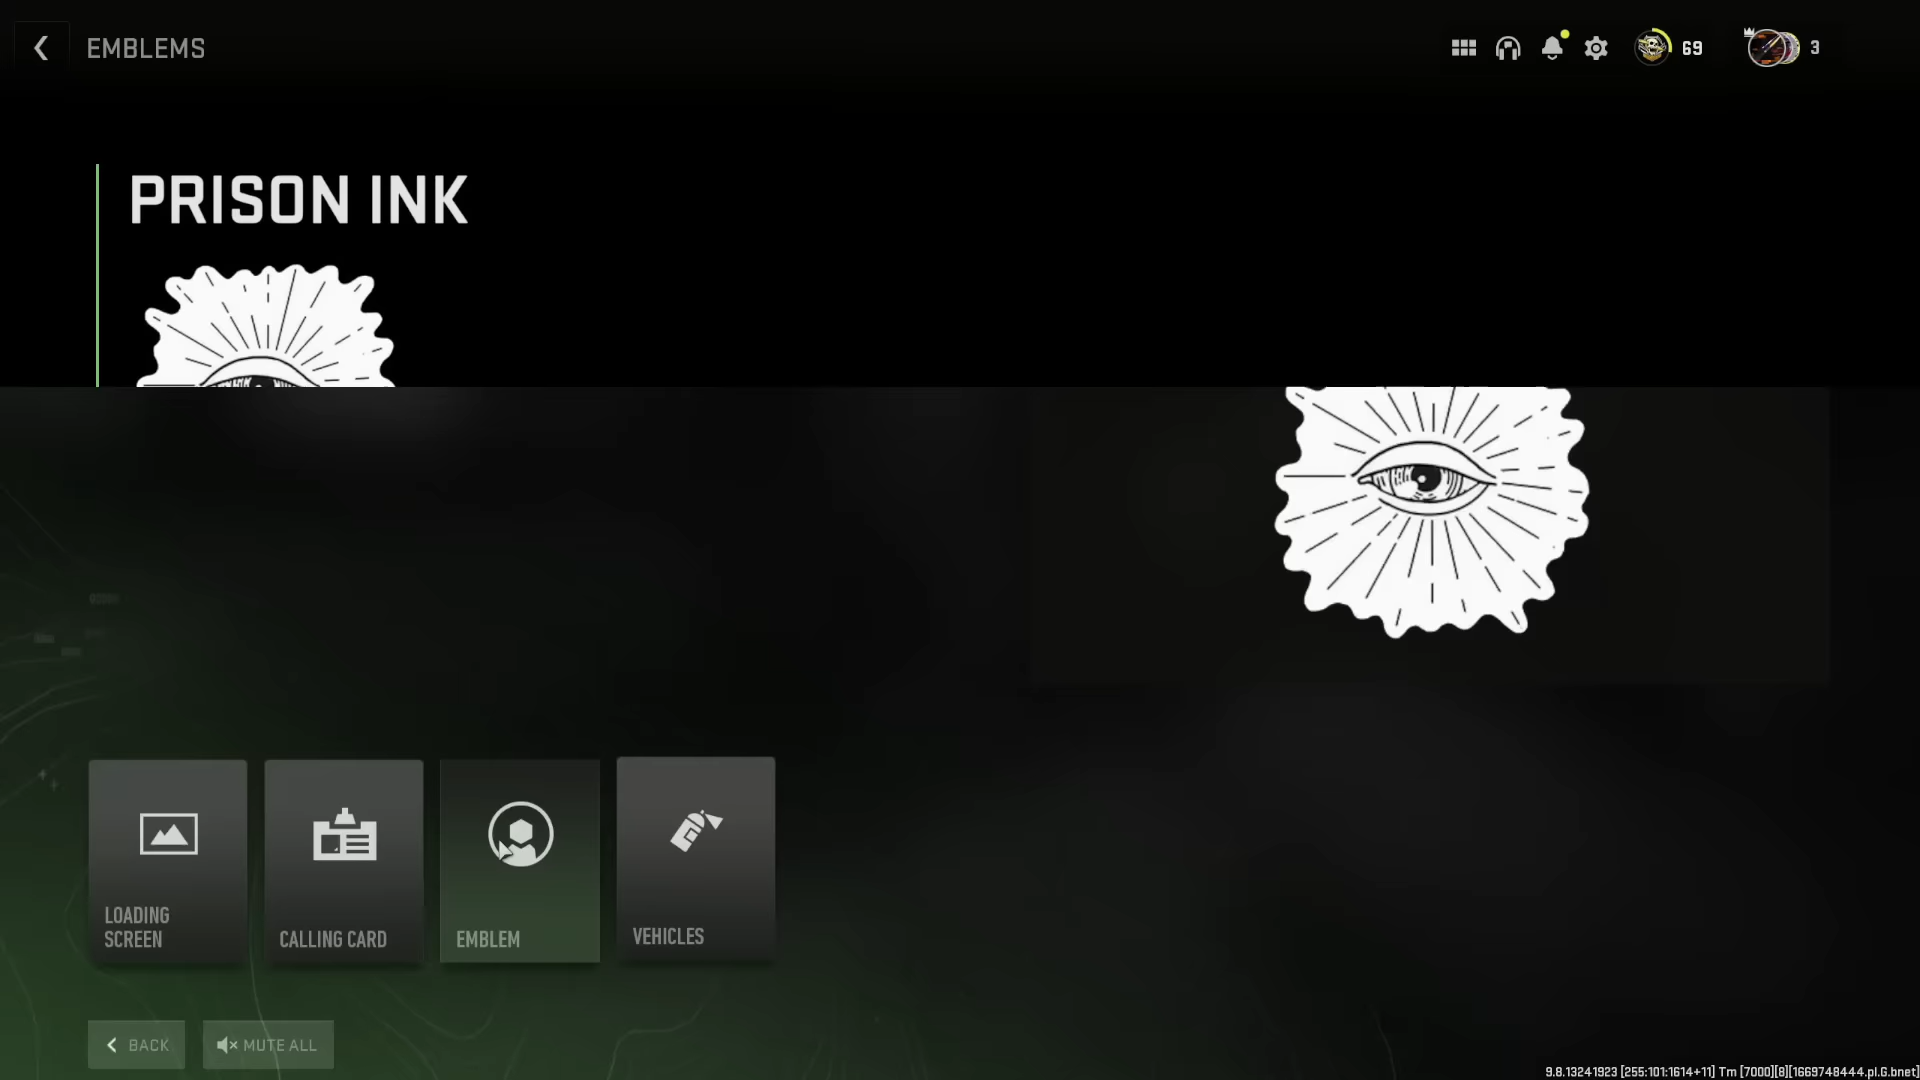 EMBLEMS
69
3
PRISON INK
LOADING
SCREEN
CALLING CARD
EMBLEM
VEHICLES
BACK
MUTE ALL
9.8.13241923 [255:101:1614+11] Tm [7000][8][1669748444.pl.G.bnet]